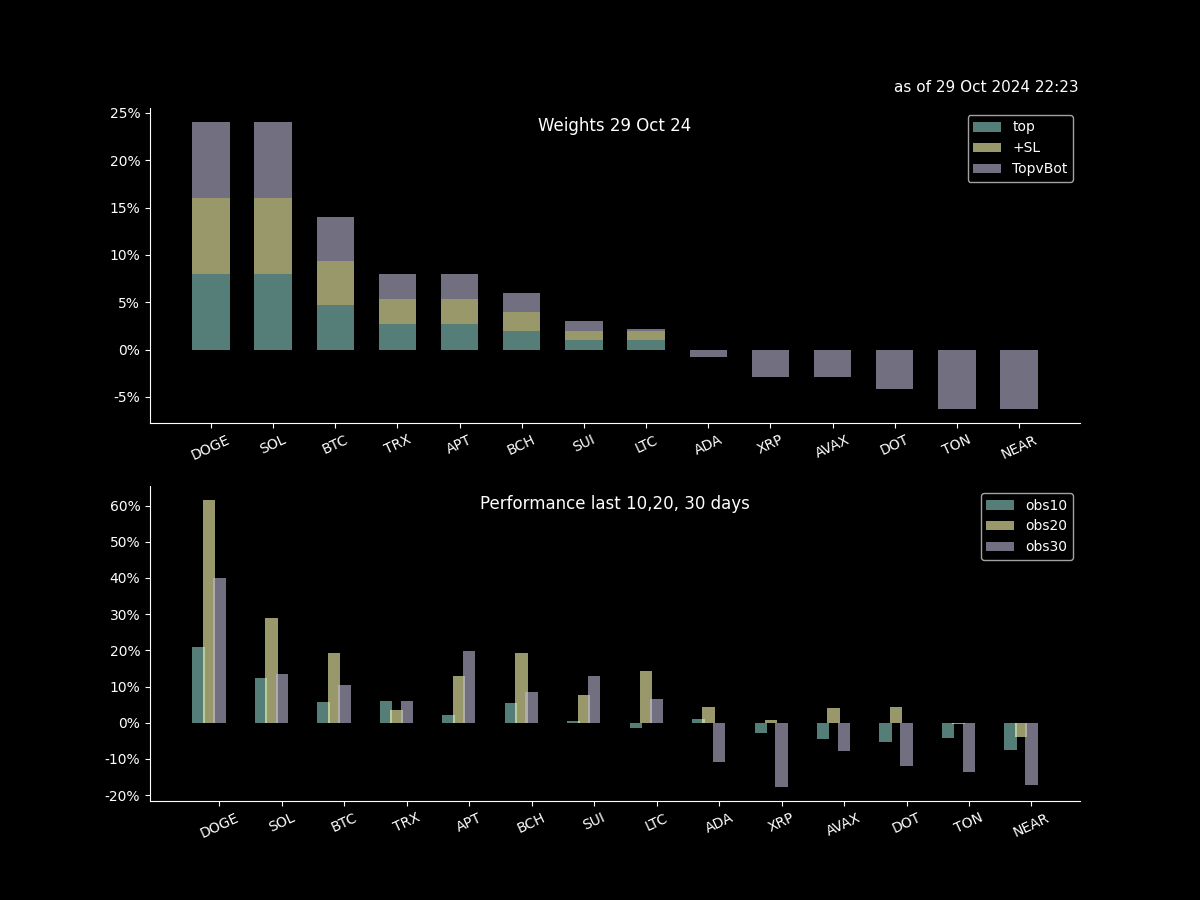 as of 29 Oct 2024 22:23
Weights 29 Oct 24
top
+SL
TopvBot
25%
20%
15%
10%
5%
0%
-5%
DOGE SOL BTC TRX APT BCH SUI LTC ADA XRP AVAX DOT TON NEAR
Performance last 10,20, 30 days
obs10
obs20
obs30
60%
50%
40%
30%
20%
10%
0%
-10%
-20%
DOGE SOL BTC TRX APT BCH SUI LTC ADA XRP AVAX DOT TON NEAR